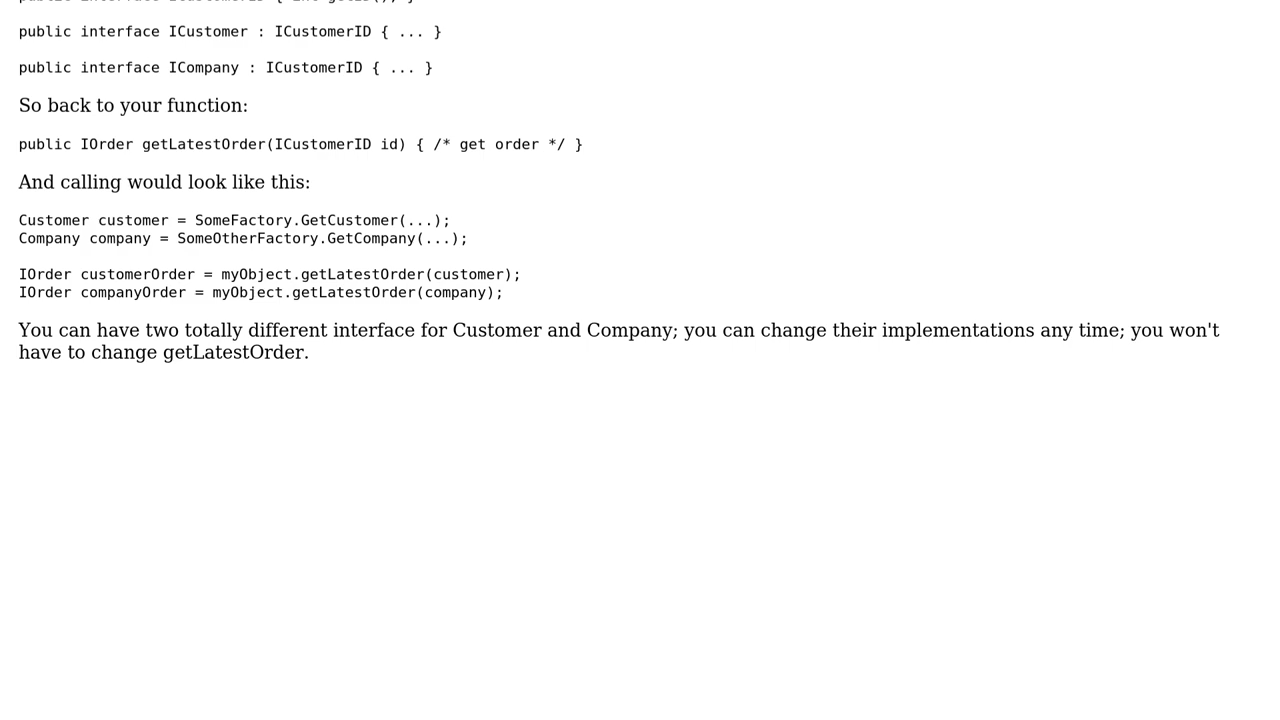 public interface ICustomer : ICustomerID { ... }
public interface ICompany : ICustomerID { ... }
So back to your function:
public IOrder getLatestOrder(ICustomerID id) { /* get order */ }
And calling would look like this:
Customer customer = SomeFactory.GetCustomer(...);
Company company = SomeOtherFactory.GetCompany(...);
IOrder customerOrder = myObject.getLatestOrder(customer);
IOrder companyOrder = myObject.getLatestOrder(company);
You can have two totally different interface for Customer and Company; you can change their implementations any time; you won't
have to change getLatestOrder.